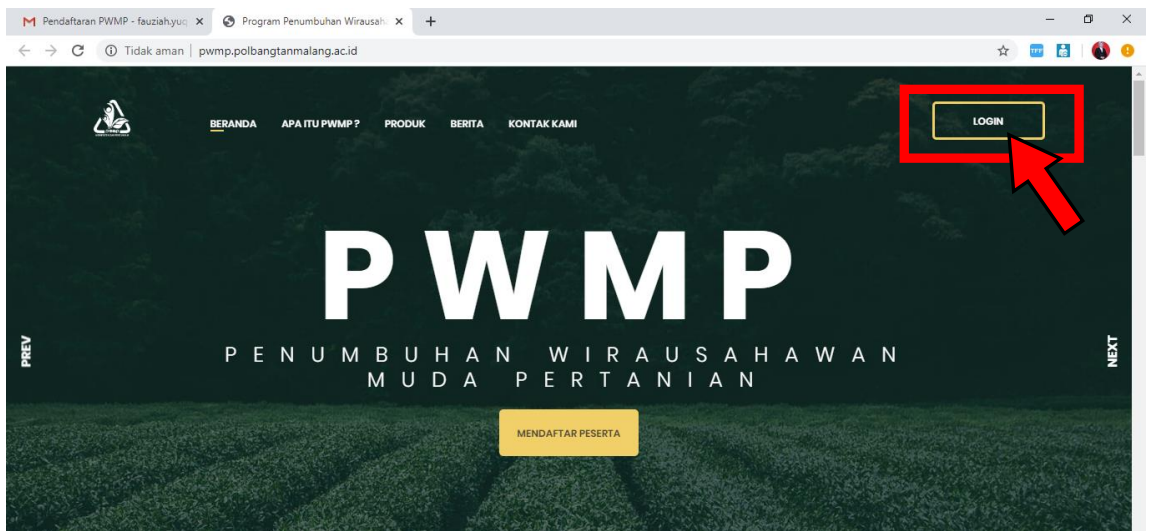 Pendaftaran PWMP - fauziah.yuq
Program Penumbuhan Wirausaha
Tidak aman | pwmp.polbangtanmalang.ac.id
BERANDA APA ITU PWMP ? PRODUK BERITA KONTAK KAMI
LOGIN
PWMP
PREV
PENUMBUHAN WIRAUSAHAWAN
MUDA PERTANIAN
NEXT
MENDAFTAR PESERTA